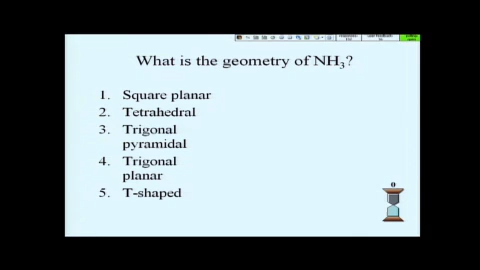 What is the geometry of NH₃?
1. Square planar
2. Tetrahedral
3. Trigonal
pyramidal
4. Trigonal
planar
5. T-shaped
0